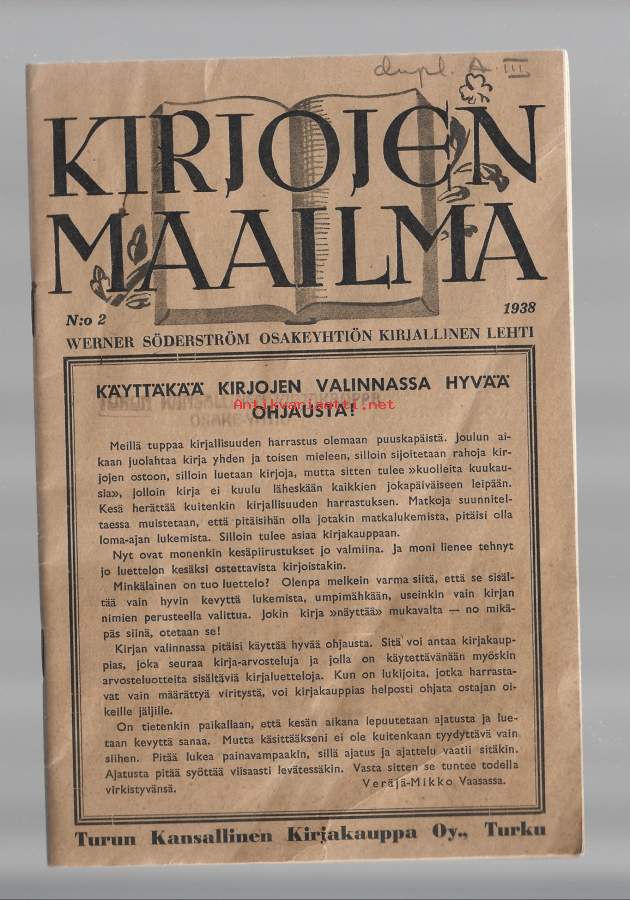 dupl. A III
KIRJOJEN
MAAILMA
N:o 2 1938
WERNER SÖDERSTRÖM OSAKEYHTIÖN KIRJALLINEN LEHTI
KÄYTTÄKÄÄ KIRJOJEN VALINNASSA HYVÄÄ
Antikvariaatti.net
OHJAUSTA!
Meillä tuppaa kirjallisuuden harrastus olemaan puuskapäistä. Joulun ai-
kaan juolahtaa kirja yhden ja toisen mieleen, silloin sijoitetaan rahoja kir-
jojen ostoon, silloin luetaan kirjoja, mutta sitten tulee »kuolleita kuukau-
sia», jolloin kirja ei kuulu läheskään kaikkien jokapäiväiseen leipään.
Kesä herättää kuitenkin kirjallisuuden harrastuksen. Matkoja suunnitel-
taessa muistetaan, että pitäisihän olla jotakin matkalukemista, pitäisi olla
loma-ajan lukemista. Silloin tulee asiaa kirjakauppaan.
Nyt ovat monenkin kesäpiirustukset jo valmiina. Ja moni lienee tehnyt
jo luettelon kesäksi ostettavista kirjoistakin.
Minkälainen on tuo luettelo? Olenpa melkein varma siitä, että se sisäl-
tää vain hyvin kevyttä lukemista, umpimähkään, useinkin vain kirjan
nimien perusteella valittua. Jokin kirja »näyttää» mukavalta — no mikä-
päs siinä, otetaan se!
Kirjan valinnassa pitäisi käyttää hyvää ohjausta. Sitä voi antaa kirjakaup-
pias, joka seuraa kirja-arvosteluja ja jolla on käytettävänään myöskin
arvosteluotteita sisältäviä kirjaluetteloja. Kun on lukijoita, jotka harrasta-
vat vain määrättyä viritystä, voi kirjakauppias helposti ohjata ostajan oi-
keille jäljille.
On tietenkin paikallaan, että kesän aikana lepuutetaan ajatusta ja lue-
taan kevyttä sanaa. Mutta käsittääkseni ei ole kuitenkaan tyydyttävä vain
siihen. Pitää lukea painavampaakin, sillä ajatus ja ajattelu vaatii sitäkin.
Ajatusta pitää syöttää viisaasti levätessäkin. Vasta sitten se tuntee todella
virkistyvänsä. Veräjä-Mikko Vaasassa.
Turun Kansallinen Kirjakauppa Oy., Turku